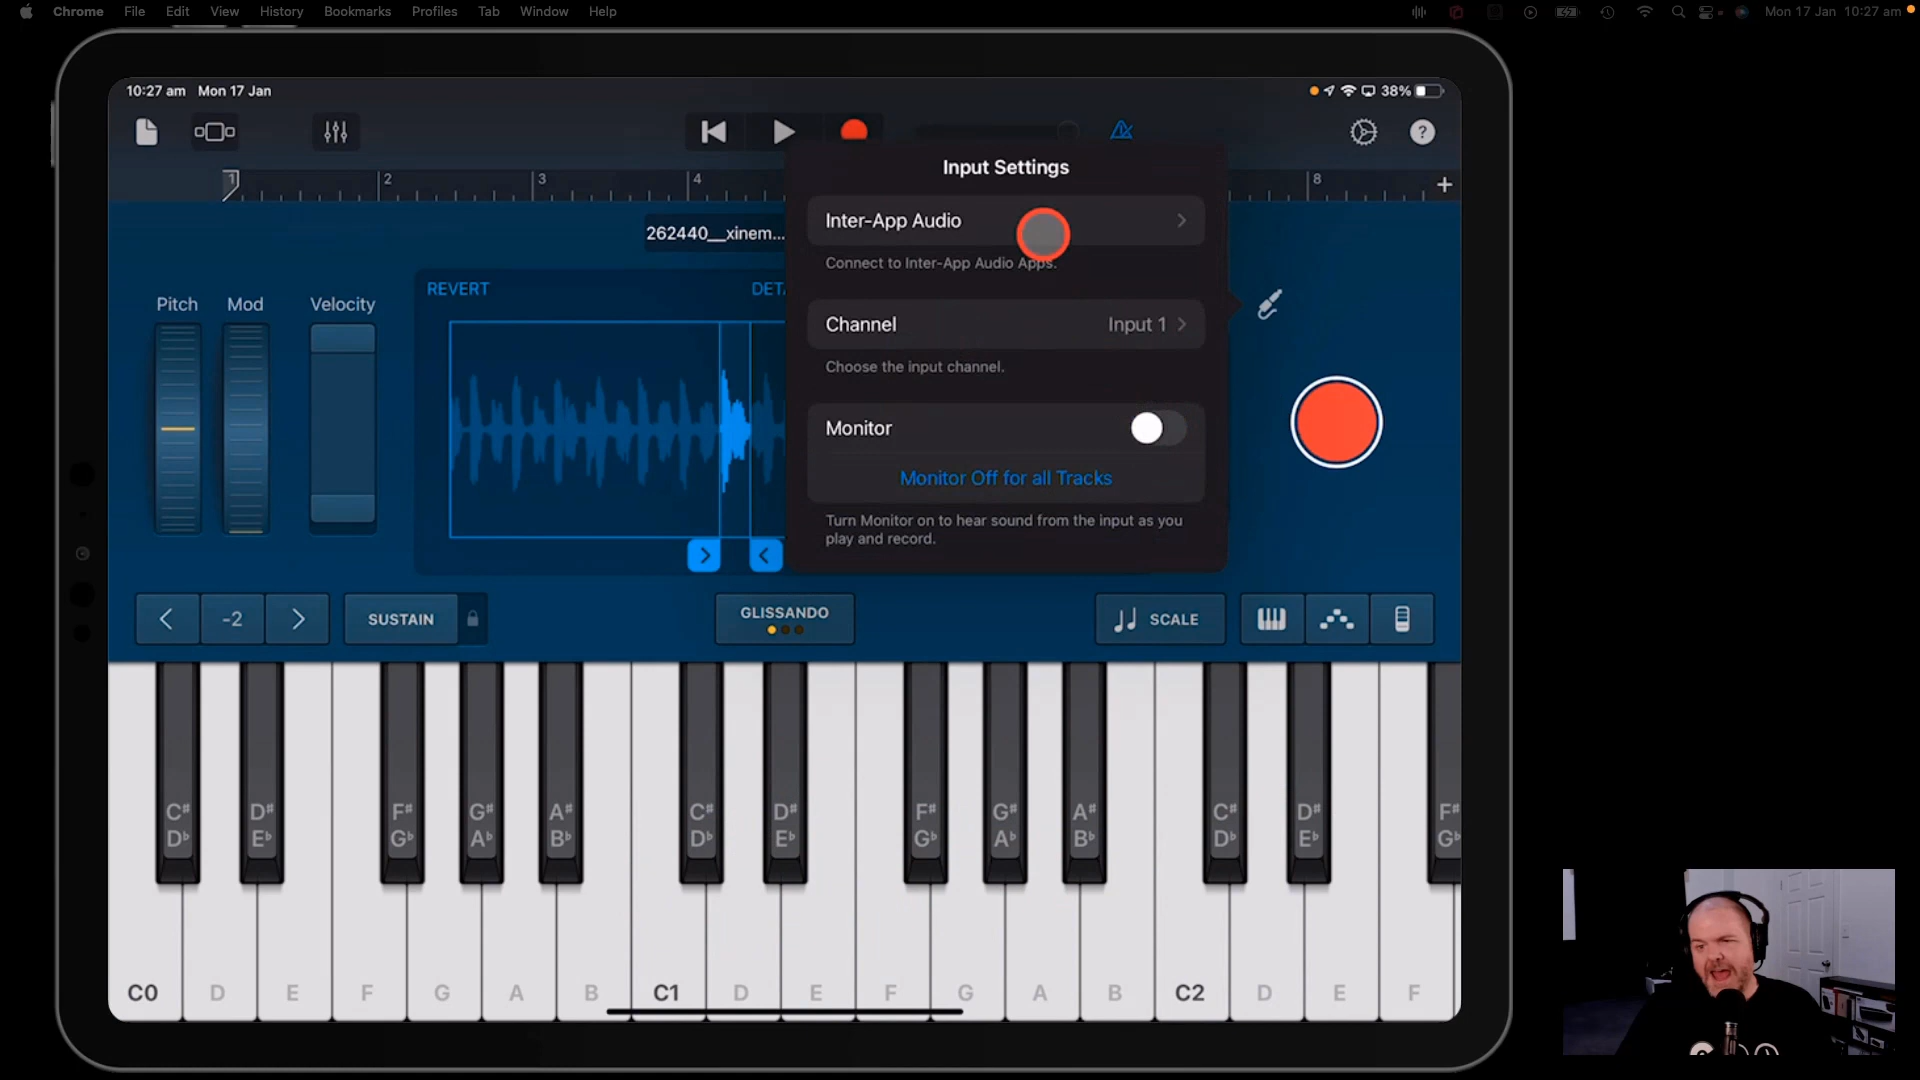 Chrome File Edit View History Bookmarks Profiles Tab Window Help
Mon 17 Jan 10:27 am
10:27 am Mon 17 Jan
38%
?
1 2 3 4 8 +
262440__xinem...
Input Settings
Inter-App Audio
Connect to Inter-App Audio Apps.
Channel Input 1
Choose the input channel.
Monitor
Monitor Off for all Tracks
Turn Monitor on to hear sound from the input as you
play and record.
REVERT
Pitch Mod Velocity
-2 SUSTAIN GLISSANDO SCALE
C♯ D♯ F♯ G♯ A♯ C♯ D♯ F♯ G♯ A♯ C♯ D♯ F♯
D♭ E♭ G♭ A♭ B♭ D♭ E♭ G♭ A♭ B♭ D♭ E♭ G♭
C0 D E F G A B C1 D E F G A B C2 D E F